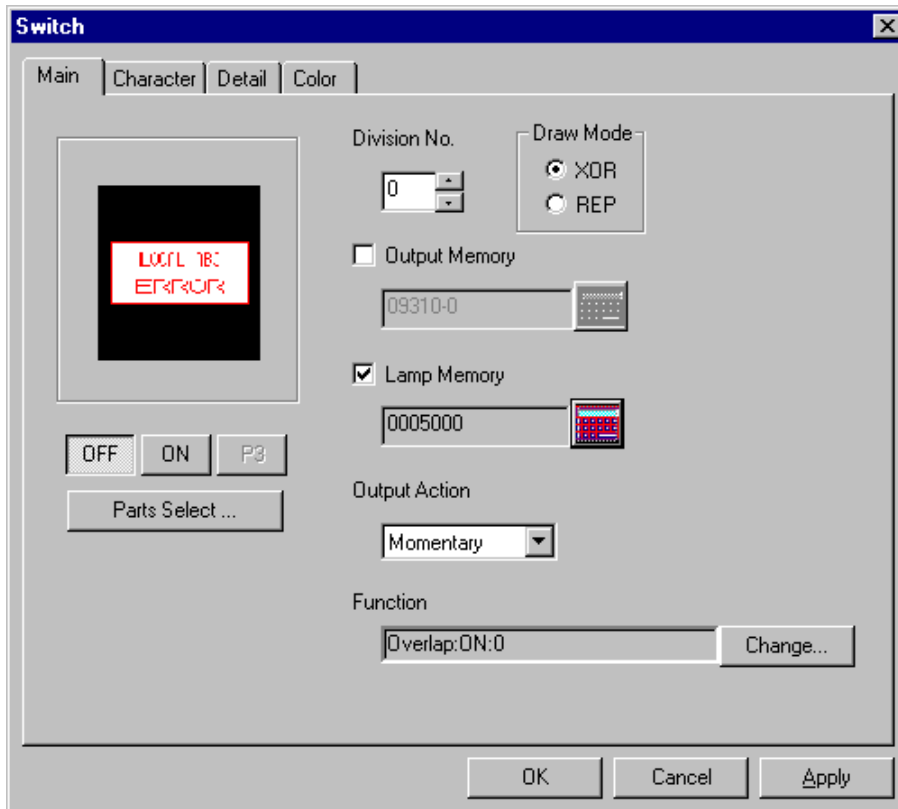 Switch
Main Character Detail Color
Division No.
0
Draw Mode
XOR
REP
ERROR
Output Memory
09310-0
Lamp Memory
0005000
OFF ON P3
Parts Select ...
Output Action
Momentary
Function
Overlap:ON:0
Change...
OK Cancel Apply